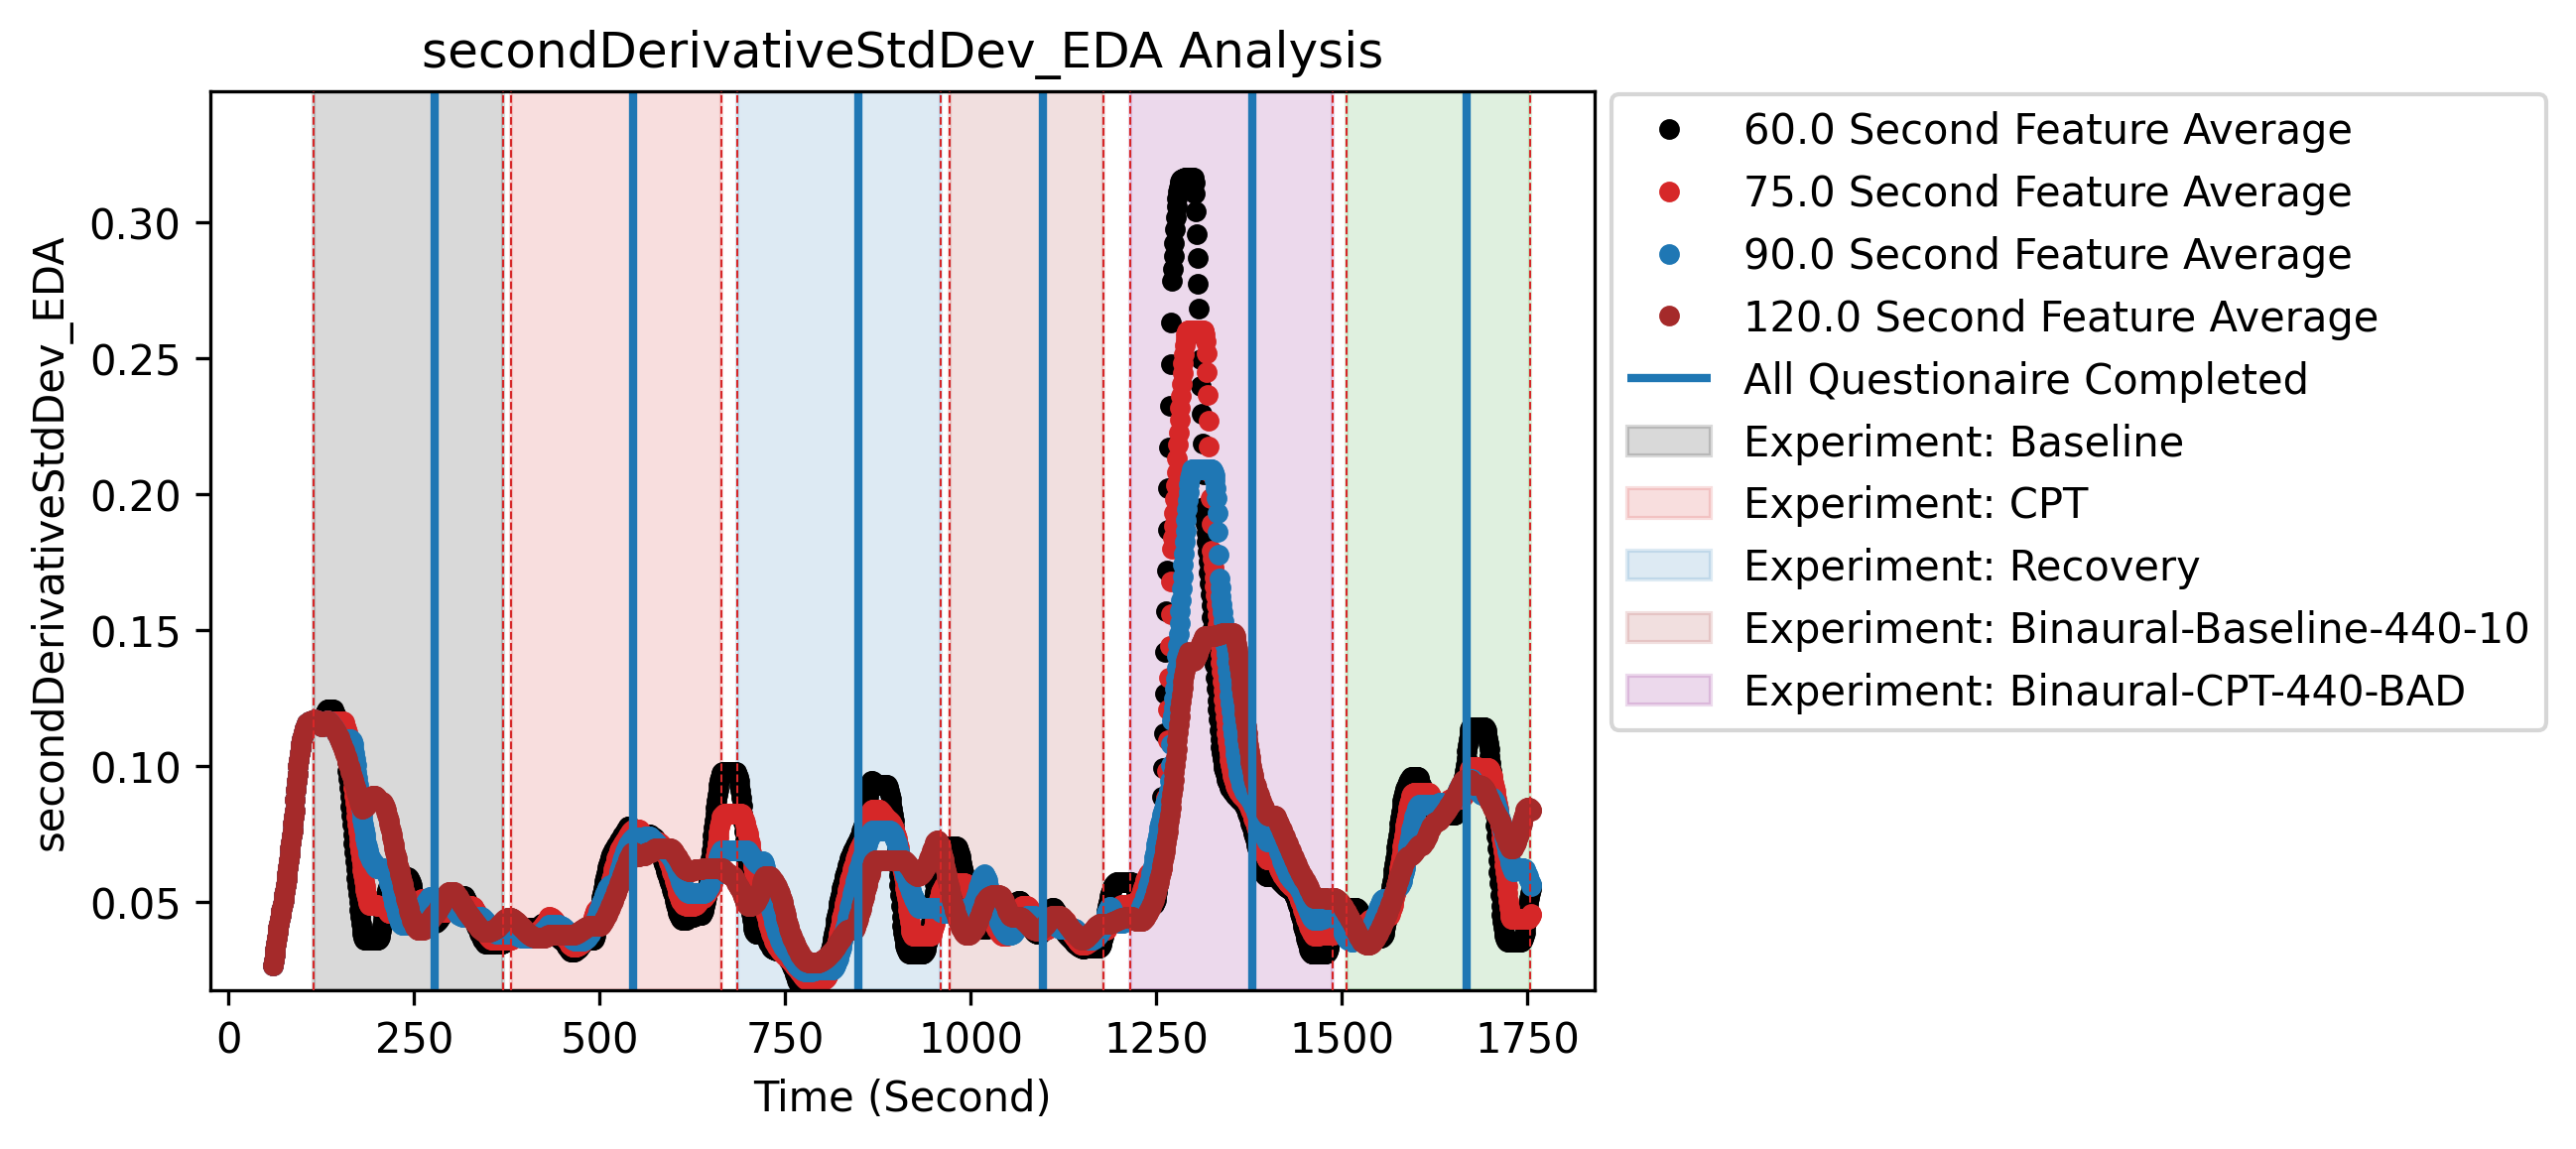 secondDerivativeStdDev_EDA Analysis
secondDerivativeStdDev_EDA
0.30
0.25
0.20
0.15
0.10
0.05
0 250 500 750 1000 1250 1500 1750
Time (Second)
60.0 Second Feature Average
75.0 Second Feature Average
90.0 Second Feature Average
120.0 Second Feature Average
All Questionaire Completed
Experiment: Baseline
Experiment: CPT
Experiment: Recovery
Experiment: Binaural-Baseline-440-10
Experiment: Binaural-CPT-440-BAD